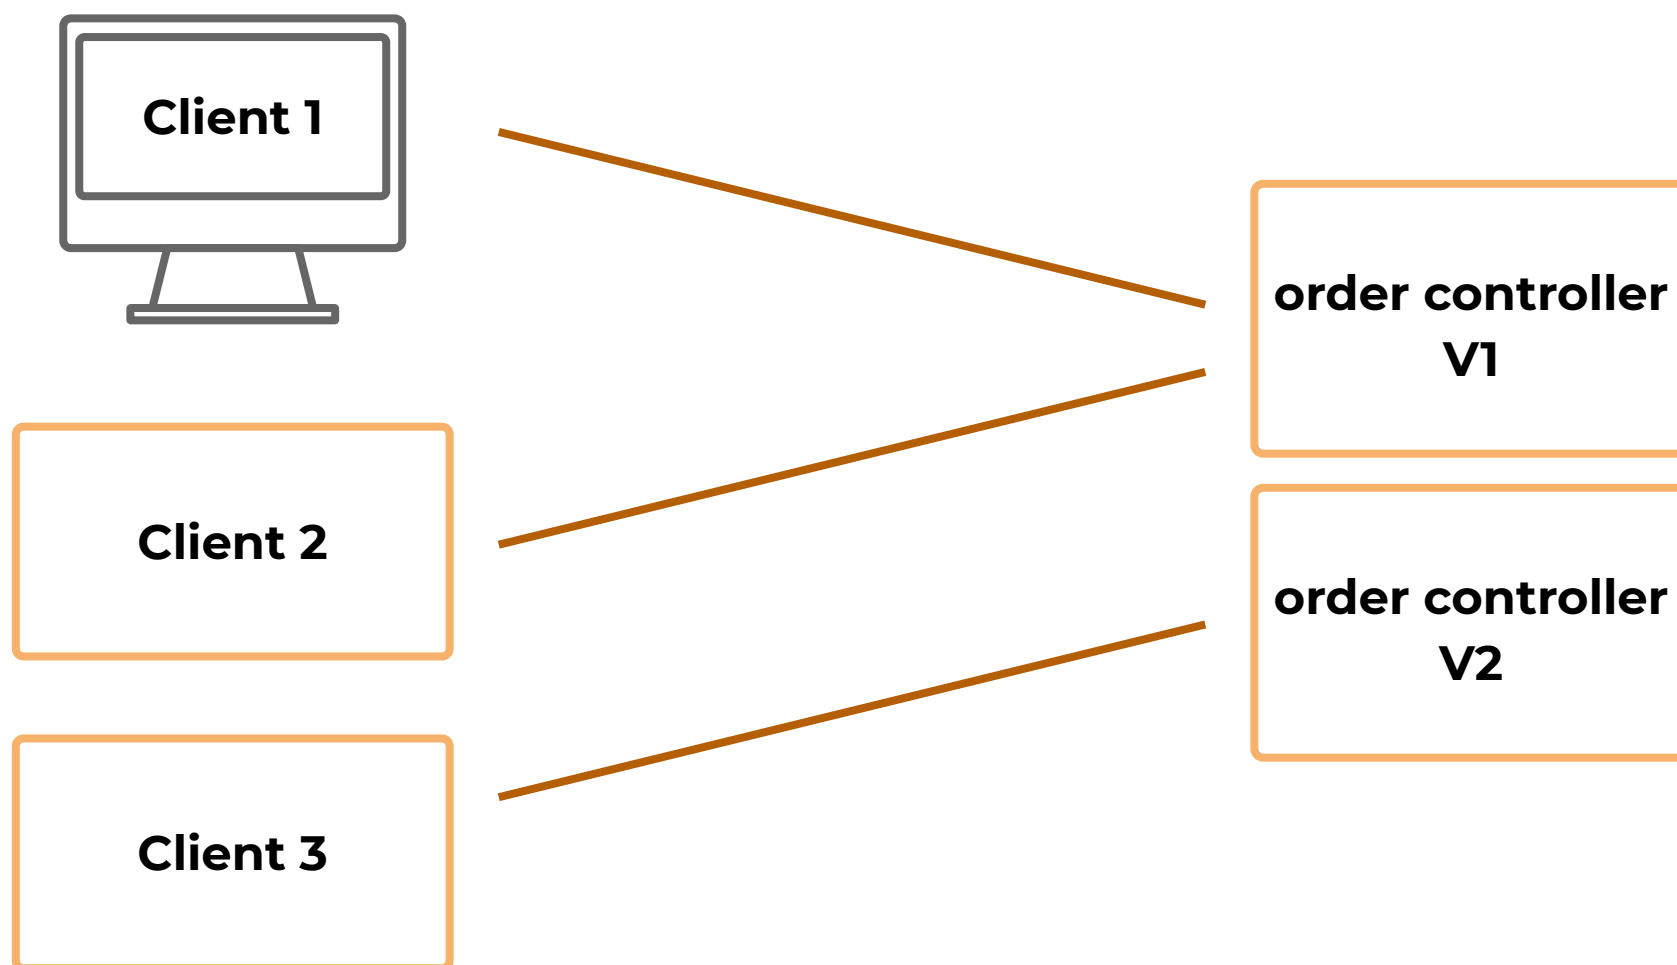 Client 1
order controller
V1
Client 2
order controller
V2
Client 3